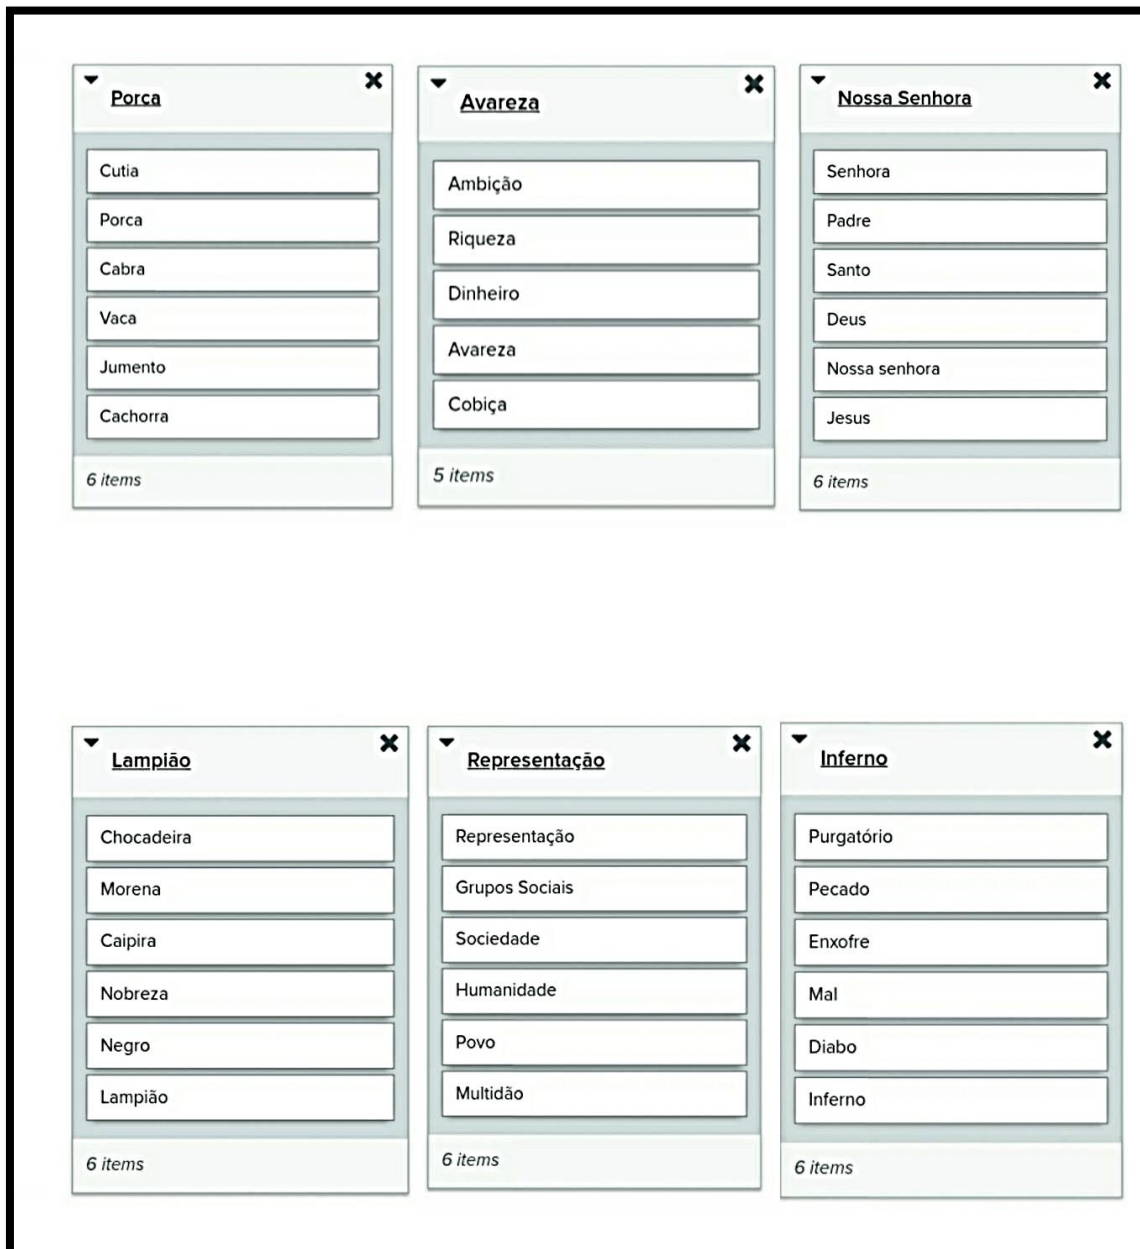 Porca
Cutia
Porca
Cabra
Vaca
Jumento
Cachorra
6 items
Avareza
Ambição
Riqueza
Dinheiro
Avareza
Cobiça
5 items
Nossa Senhora
Senhora
Padre
Santo
Deus
Nossa senhora
Jesus
6 items
Lampião
Chocadeira
Morena
Caipira
Nobreza
Negro
Lampião
6 items
Representação
Representação
Grupos Sociais
Sociedade
Humanidade
Povo
Multidão
6 items
Inferno
Purgatório
Pecado
Enxofre
Mal
Diabo
Inferno
6 items